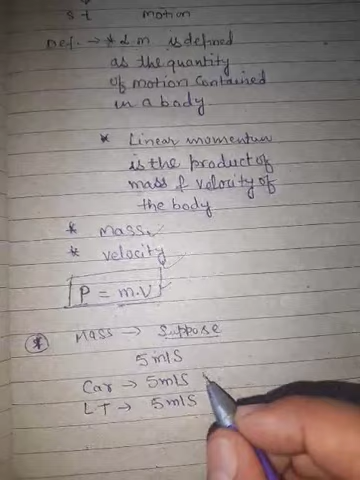 s t motion
Def. → * L.m is defined
as the quantity
of motion contained
in a body
* Linear momentum
is the product of
mass & velocity of
the body
* Mass
* velocity
P = m.V
* Mass → Suppose
5 m/s
Car → 5 m/s
LT → 5 m/s